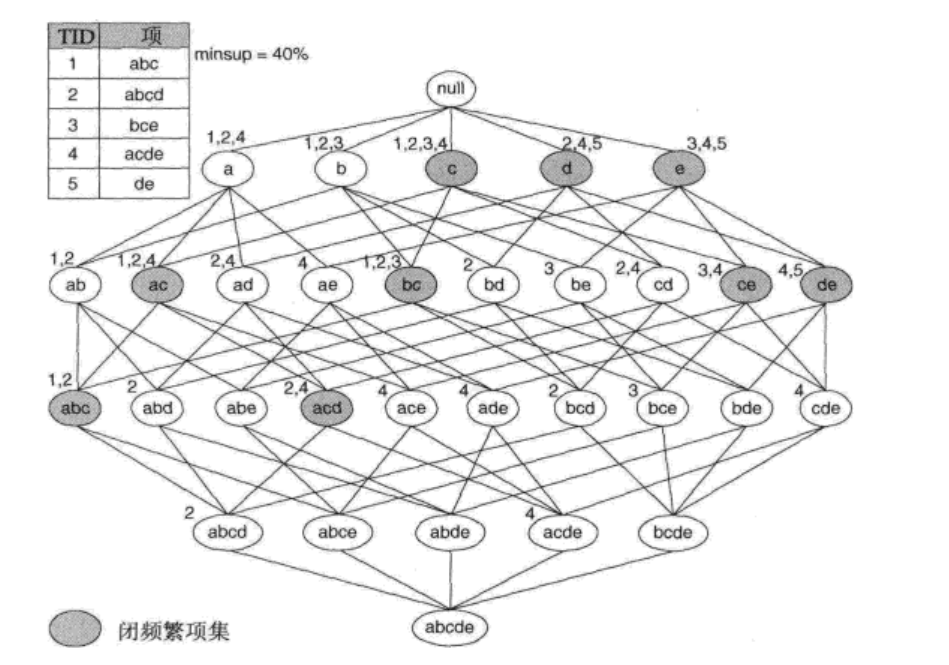 TID 项
1 abc
2 abcd
3 bce
4 acde
5 de
minsup = 40%
null
1,2,4 1,2,3 1,2,3,4 2,4,5 3,4,5
a b c d e
1,2 1,2,4 2,4 4 1,2,3 2 3 2,4 3,4 4,5
ab ac ad ae bc bd be cd ce de
1,2 2 2,4 4 4 2 3 4
abc abd abe acd ace ade bcd bce bde cde
2 4
abcd abce abde acde bcde
abcde
闭频繁项集